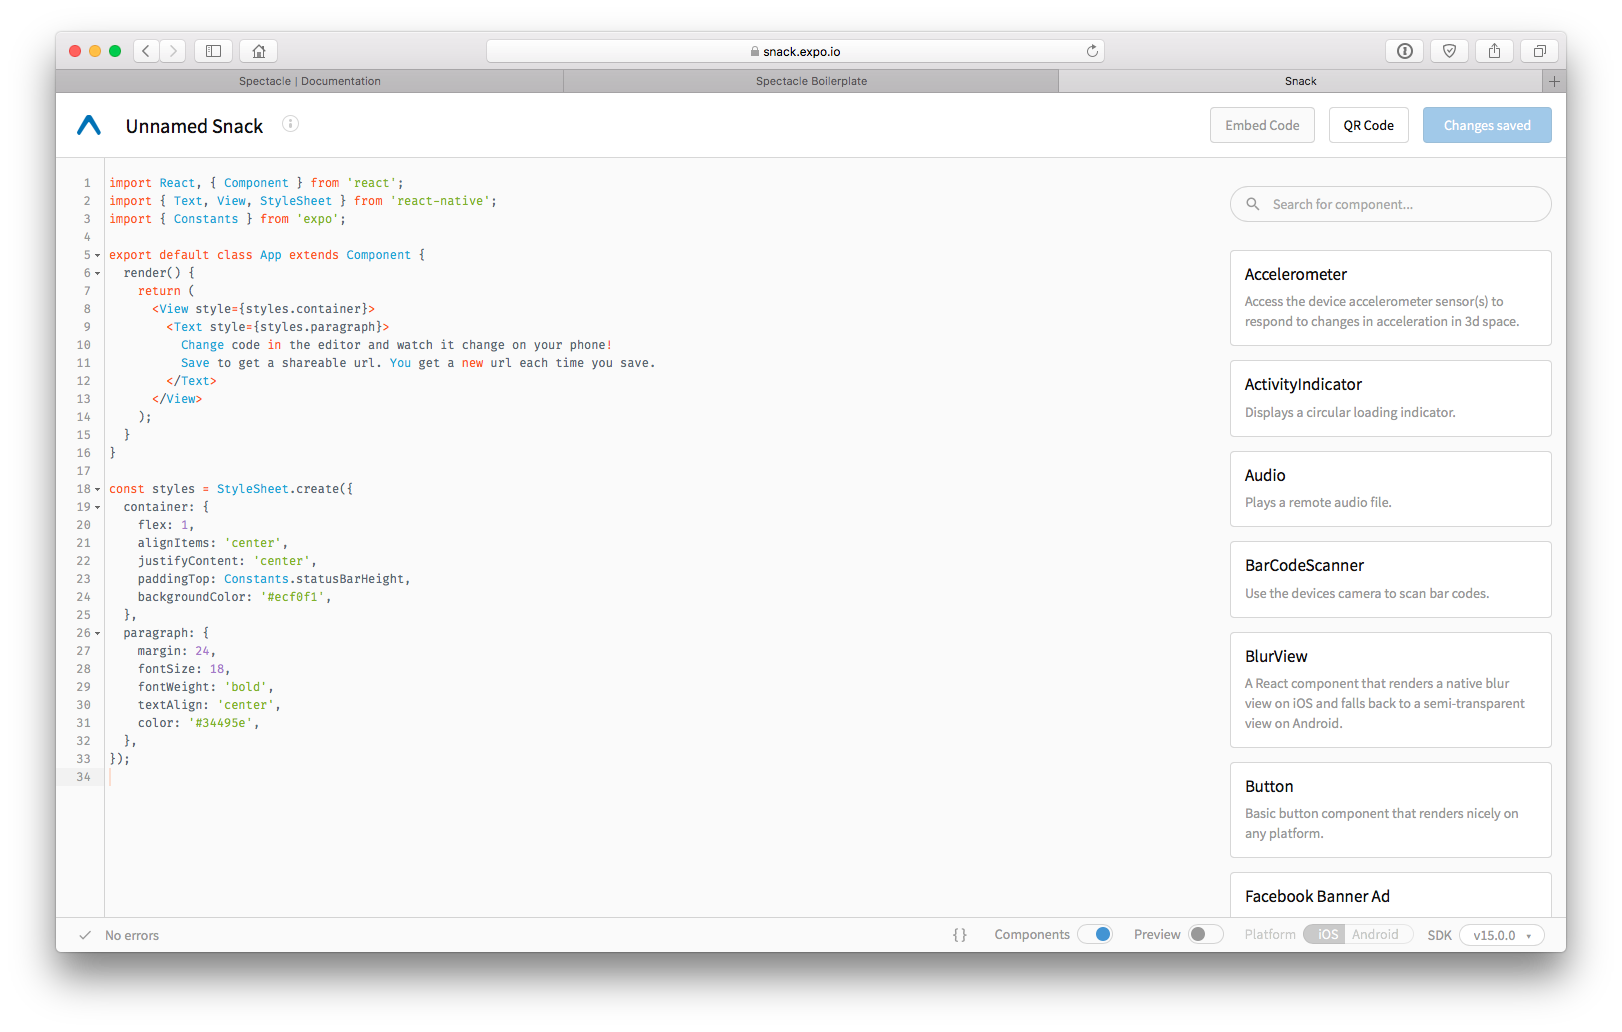 snack.expo.io
Spectacle | Documentation
Spectacle Boilerplate
Snack
Unnamed Snack
Embed Code
QR Code
Changes saved
1 import React, { Component } from 'react';
2 import { Text, View, StyleSheet } from 'react-native';
3 import { Constants } from 'expo';
4
5 export default class App extends Component {
6   render() {
7     return (
8       <View style={styles.container}>
9         <Text style={styles.paragraph}>
10           Change code in the editor and watch it change on your phone!
11           Save to get a shareable url. You get a new url each time you save.
12         </Text>
13       </View>
14     );
15   }
16 }
17
18 const styles = StyleSheet.create({
19   container: {
20     flex: 1,
21     alignItems: 'center',
22     justifyContent: 'center',
23     paddingTop: Constants.statusBarHeight,
24     backgroundColor: '#ecf0f1',
25   },
26   paragraph: {
27     margin: 24,
28     fontSize: 18,
29     fontWeight: 'bold',
30     textAlign: 'center',
31     color: '#34495e',
32   },
33 });
34
Search for component...
Accelerometer
Access the device accelerometer sensor(s) to
respond to changes in acceleration in 3d space.
ActivityIndicator
Displays a circular loading indicator.
Audio
Plays a remote audio file.
BarCodeScanner
Use the devices camera to scan bar codes.
BlurView
A React component that renders a native blur
view on iOS and falls back to a semi-transparent
view on Android.
Button
Basic button component that renders nicely on
any platform.
Facebook Banner Ad
No errors
{ }
Components
Preview
Platform
iOS
Android
SDK
v15.0.0